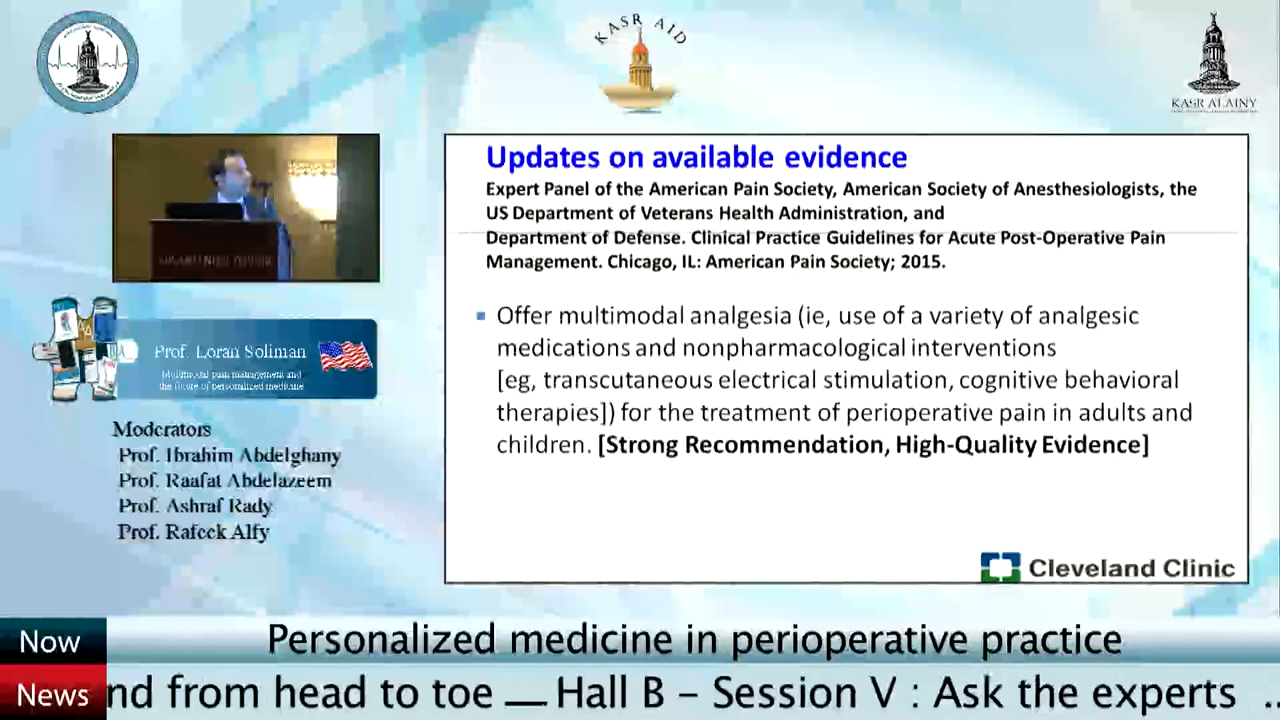 KASR AID
KASR ALAINY
Updates on available evidence
Expert Panel of the American Pain Society, American Society of Anesthesiologists, the
US Department of Veterans Health Administration, and
Department of Defense. Clinical Practice Guidelines for Acute Post-Operative Pain
Management. Chicago, IL: American Pain Society; 2015.
Offer multimodal analgesia (ie, use of a variety of analgesic
medications and nonpharmacological interventions
[eg, transcutaneous electrical stimulation, cognitive behavioral
therapies]) for the treatment of perioperative pain in adults and
children. [Strong Recommendation, High-Quality Evidence]
Cleveland Clinic
Prof. Loran Soliman
Multimodal pain management and
the future of personalized medicine
Moderators
Prof. Ibrahim Abdelghany
Prof. Raafat Abdelazeem
Prof. Ashraf Rady
Prof. Rafeek Alfy
Now
Personalized medicine in perioperative practice
News
nd from head to toe __ Hall B – Session V : Ask the experts ..